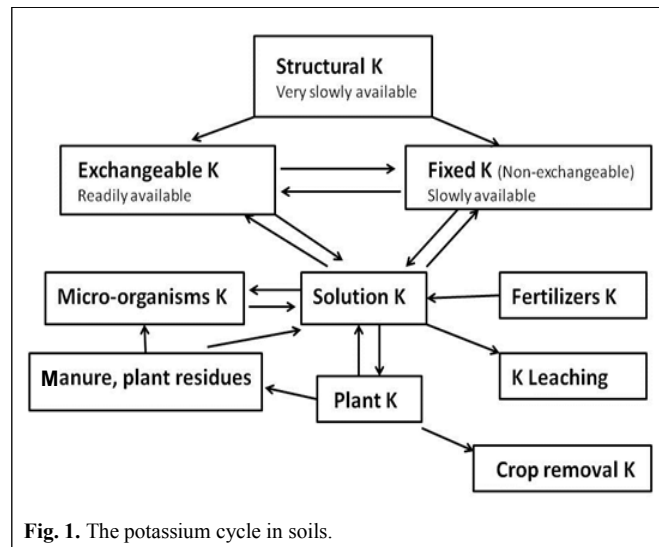 Structural K
Very slowly available
Exchangeable K
Readily available
Fixed K (Non-exchangeable)
Slowly available
Micro-organisms K
Solution K
Fertilizers K
Manure, plant residues
Plant K
K Leaching
Crop removal K
Fig. 1. The potassium cycle in soils.